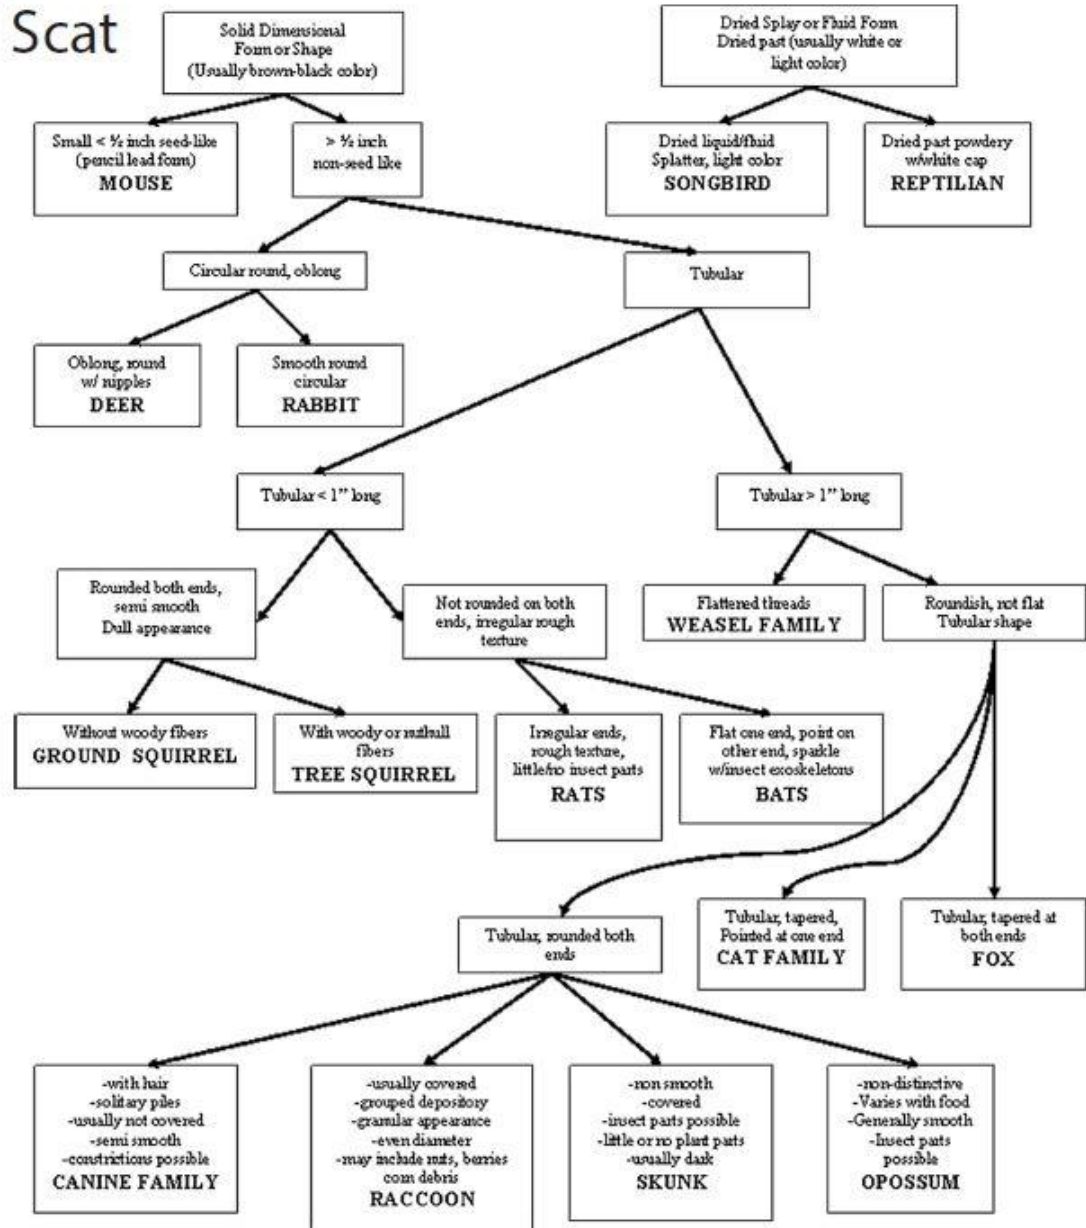 Scat
Solid Dimensional
Form or Shape
(Usually brown-black color)
Dried Splay or Fluid Form
Dried past (usually white or
light color)
Small < ½ inch seed-like
(pencil lead form)
MOUSE
> ½ inch
non-seed like
Dried liquid/fluid
Splatter, light color
SONGBIRD
Dried past powdery
w/white cap
REPTILIAN
Circular round, oblong
Tubular
Oblong, round
w/ nipples
DEER
Smooth round
circular
RABBIT
Tubular < 1” long
Tubular > 1” long
Rounded both ends,
semi smooth
Dull appearance
Not rounded on both
ends, irregular rough
texture
Flattened threads
WEASEL FAMILY
Roundish, not flat
Tubular shape
Without woody fibers
GROUND SQUIRREL
With woody or nuthull
fibers
TREE SQUIRREL
Irregular ends,
rough texture,
little/no insect parts
RATS
Flat one end, point on
other end, sparkle
w/insect exoskeletons
BATS
Tubular, rounded both
ends
Tubular, tapered,
Pointed at one end
CAT FAMILY
Tubular, tapered at
both ends
FOX
-with hair
-solitary piles
-usually not covered
-semi smooth
-constrictions possible
CANINE FAMILY
-usually covered
-grouped depository
-granular appearance
-even diameter
-may include nuts, berries
corn debris
RACCOON
-non smooth
-covered
-insect parts possible
-little or no plant parts
-usually dark
SKUNK
-non-distinctive
-Varies with food
-Generally smooth
-Insect parts
possible
OPOSSUM